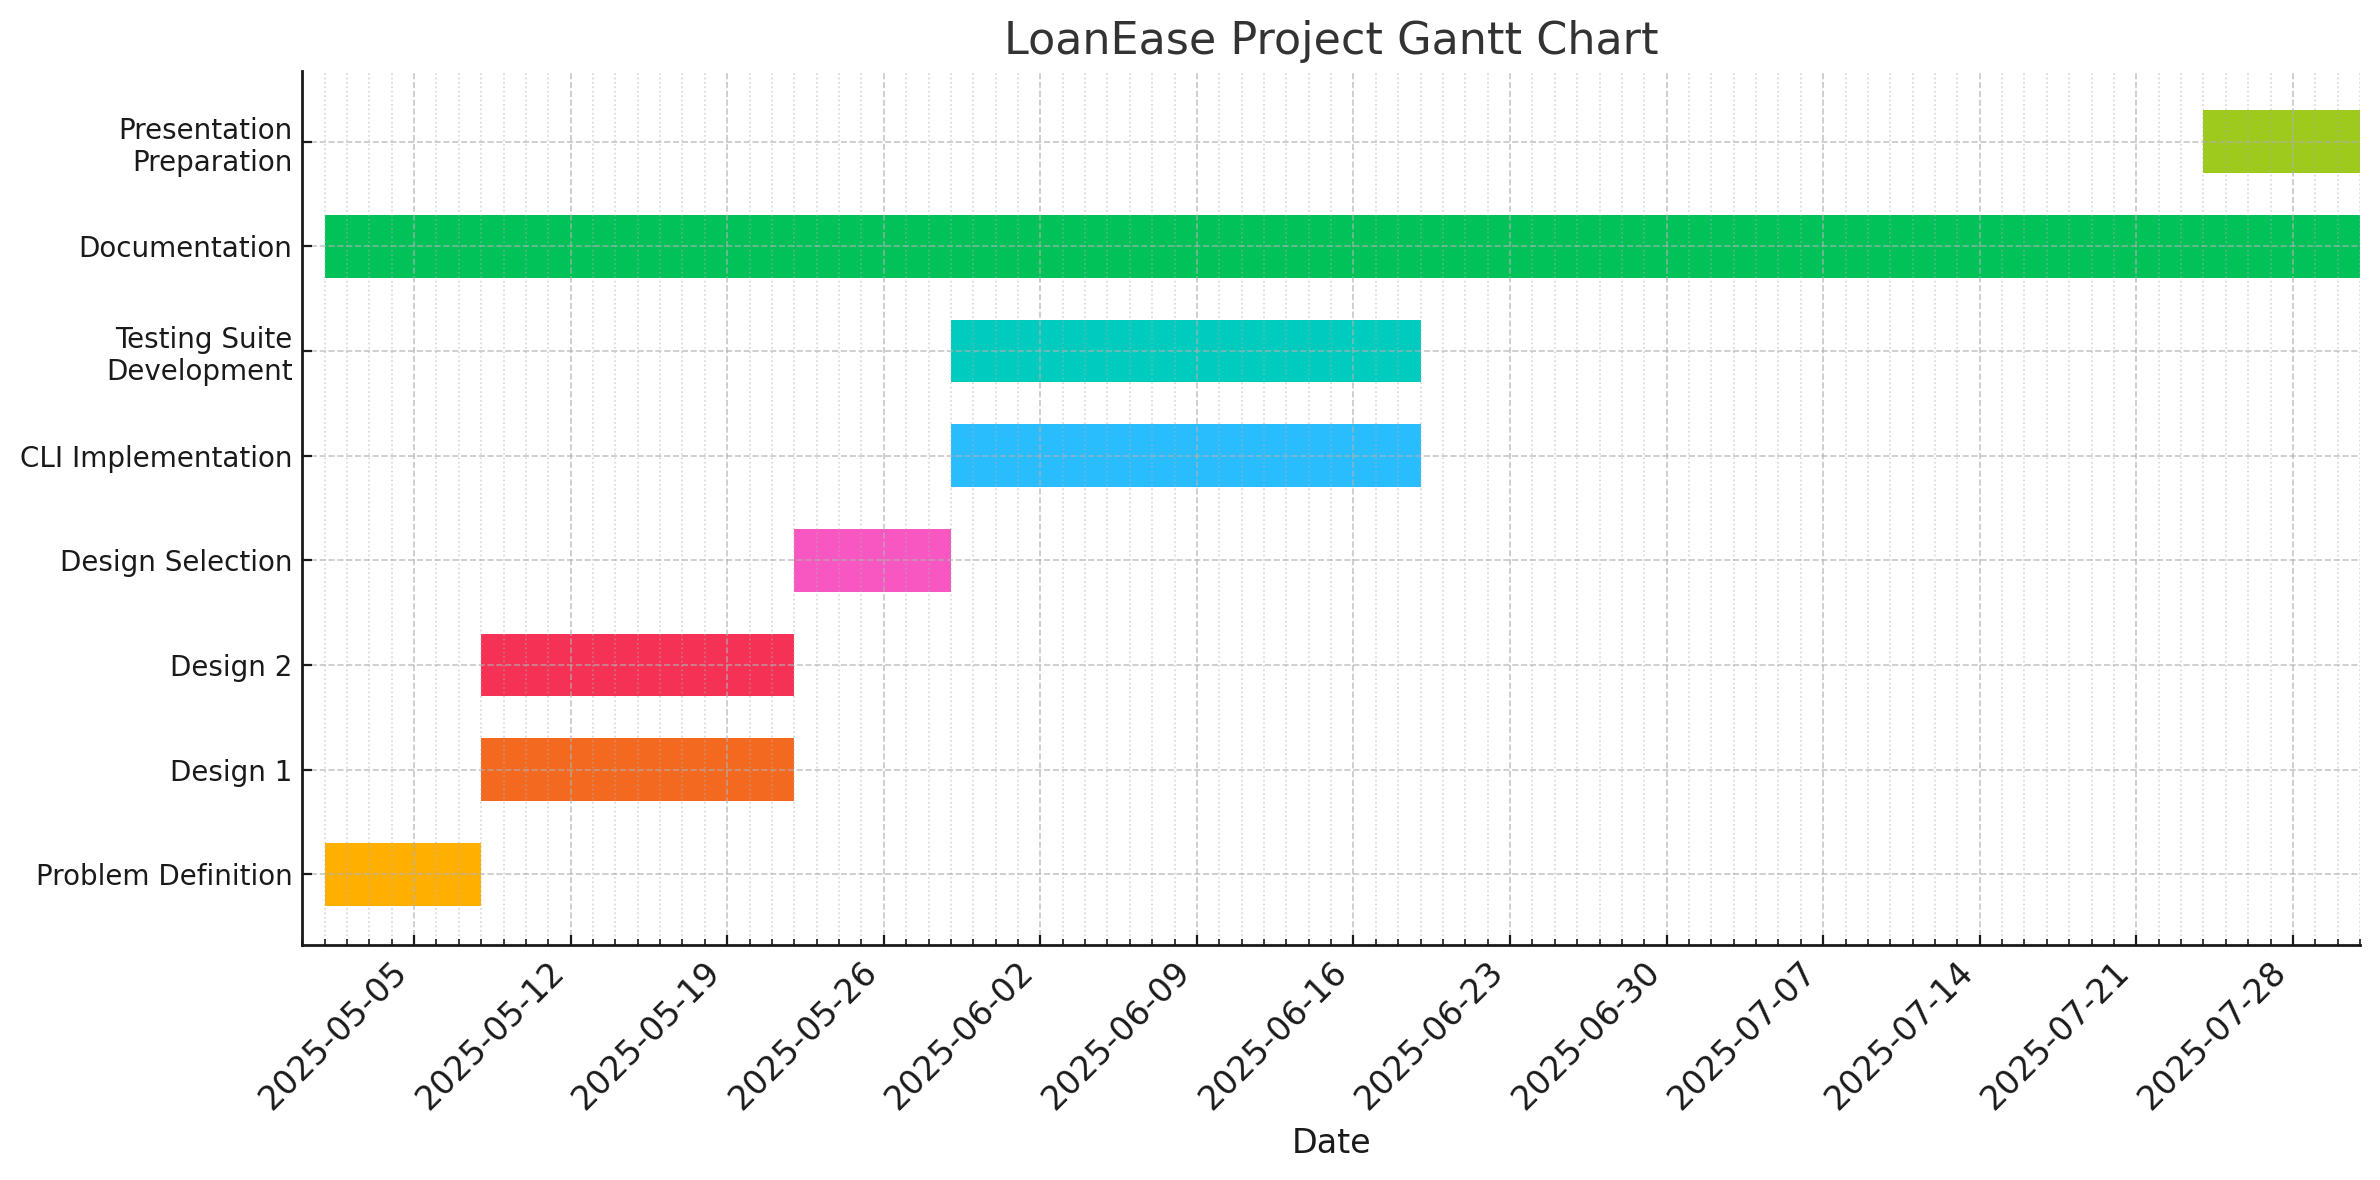 LoanEase Project Gantt Chart
Presentation
Preparation
Documentation
Testing Suite
Development
CLI Implementation
Design Selection
Design 2
Design 1
Problem Definition
2025-05-05
2025-05-12
2025-05-19
2025-05-26
2025-06-02
2025-06-09
2025-06-16
2025-06-23
2025-06-30
2025-07-07
2025-07-14
2025-07-21
2025-07-28
Date